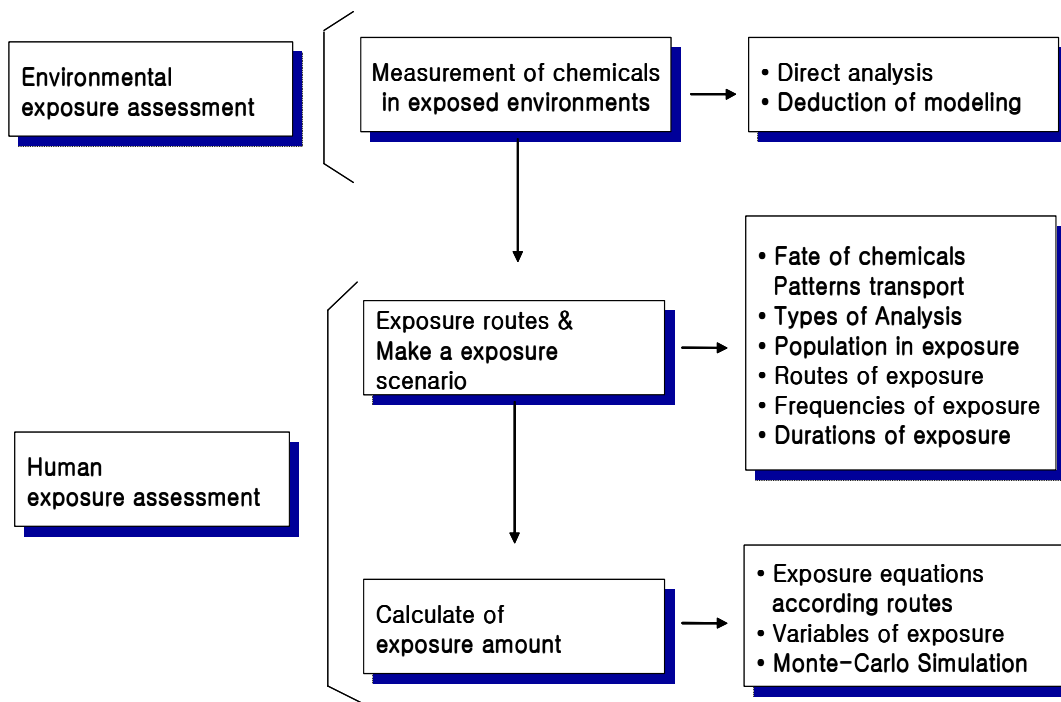 Environmental
exposure assessment
Measurement of chemicals
in exposed environments
• Direct analysis
• Deduction of modeling
Human
exposure assessment
Exposure routes &
Make a exposure
scenario
• Fate of chemicals
Patterns transport
• Types of Analysis
• Population in exposure
• Routes of exposure
• Frequencies of exposure
• Durations of exposure
Calculate of
exposure amount
• Exposure equations
according routes
• Variables of exposure
• Monte-Carlo Simulation